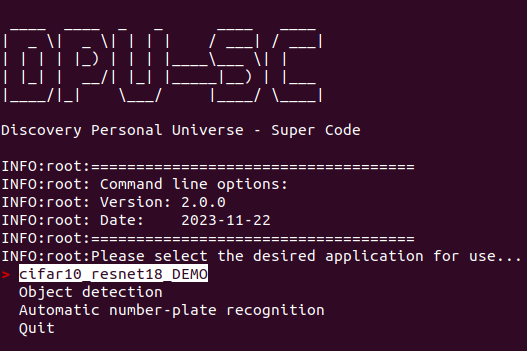 DPU-SC
Discovery Personal Universe - Super Code
INFO:root:====================================
INFO:root: Command line options:
INFO:root: Version: 2.0.0
INFO:root: Date:    2023-11-22
INFO:root:====================================
INFO:root:Please select the desired application for use...
> cifar10_resnet18_DEMO
Object detection
Automatic number-plate recognition
Quit